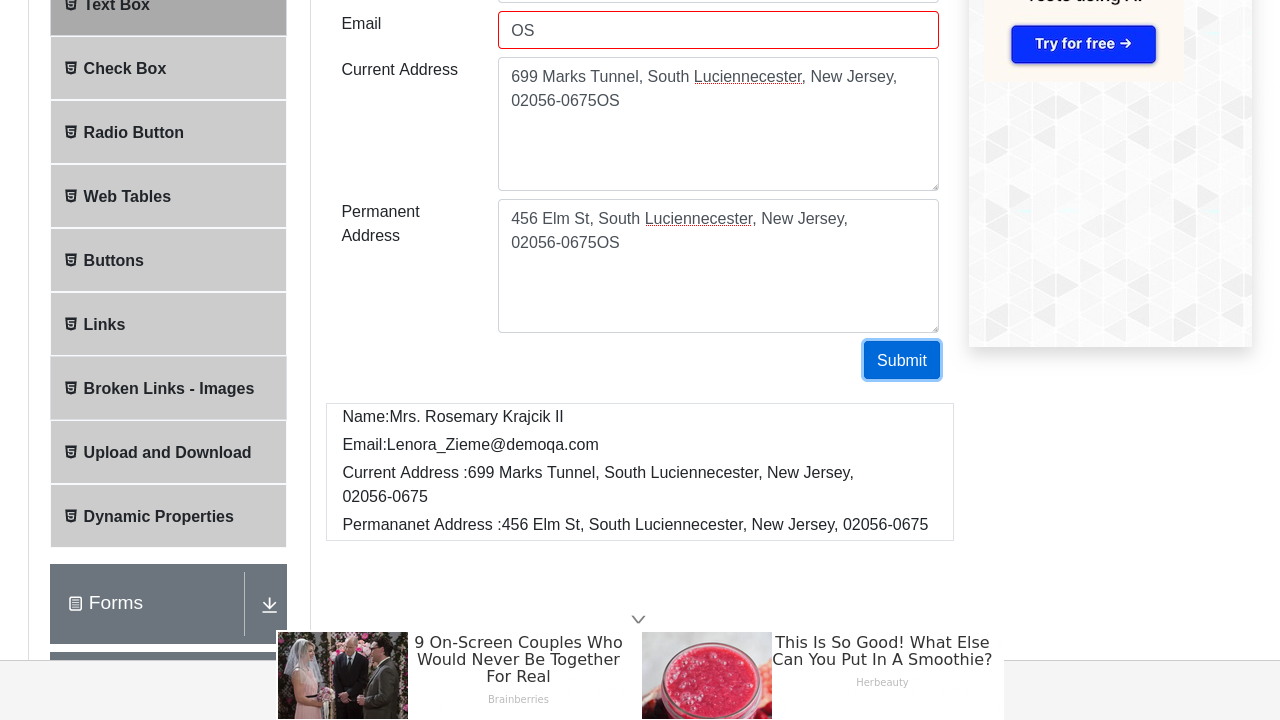 Text Box
Check Box
Radio Button
Web Tables
Buttons
Links
Broken Links - Images
Upload and Download
Dynamic Properties
Forms
Email
OS
Current Address
699 Marks Tunnel, South Luciennecester, New Jersey,
02056-0675OS
Permanent
Address
456 Elm St, South Luciennecester, New Jersey,
02056-0675OS
Submit
Name:Mrs. Rosemary Krajcik II
Email:Lenora_Zieme@demoqa.com
Current Address :699 Marks Tunnel, South Luciennecester, New Jersey,
02056-0675
Permananet Address :456 Elm St, South Luciennecester, New Jersey, 02056-0675
Try for free →
9 On-Screen Couples Who
Would Never Be Together
For Real
Brainberries
This Is So Good! What Else
Can You Put In A Smoothie?
Herbeauty